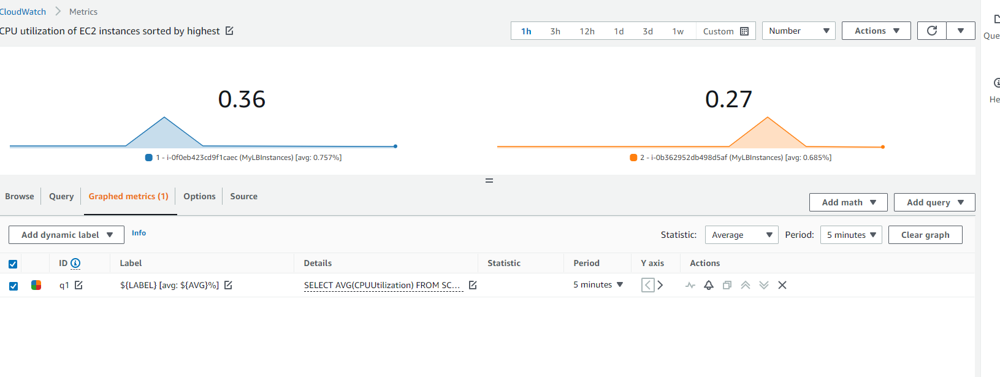 CloudWatch > Metrics
CPU utilization of EC2 instances sorted by highest
1h 3h 12h 1d 3d 1w Custom Number Actions
0.36
0.27
1 - i-0f0eb423cd9f1caec (MyLBInstances) [avg: 0.757%]
2 - i-0b362952db498d5af (MyLBInstances) [avg: 0.685%]
Browse Query Graphed metrics (1) Options Source
Add math Add query
Add dynamic label Info Statistic: Average Period: 5 minutes Clear graph
ID Label Details Statistic Period Y axis Actions
q1 ${LABEL} [avg: ${AVG}%] SELECT AVG(CPUUtilization) FROM SC... 5 minutes
Que
He